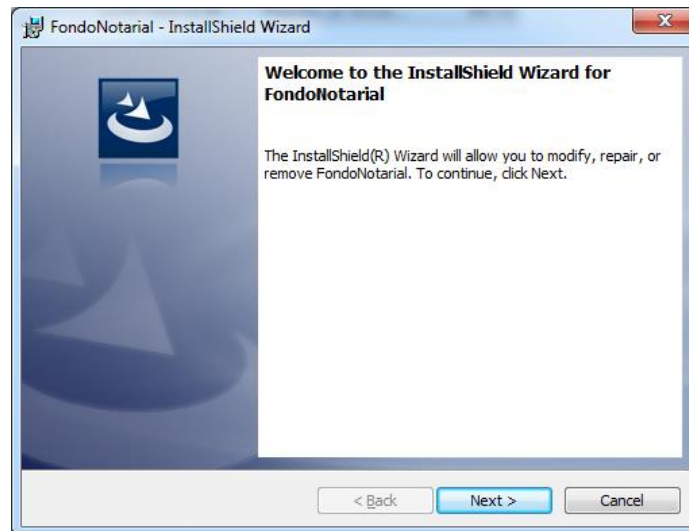 FondoNotarial - InstallShield Wizard
Welcome to the InstallShield Wizard for
FondoNotarial
The InstallShield(R) Wizard will allow you to modify, repair, or
remove FondoNotarial. To continue, click Next.
< Back
Next >
Cancel